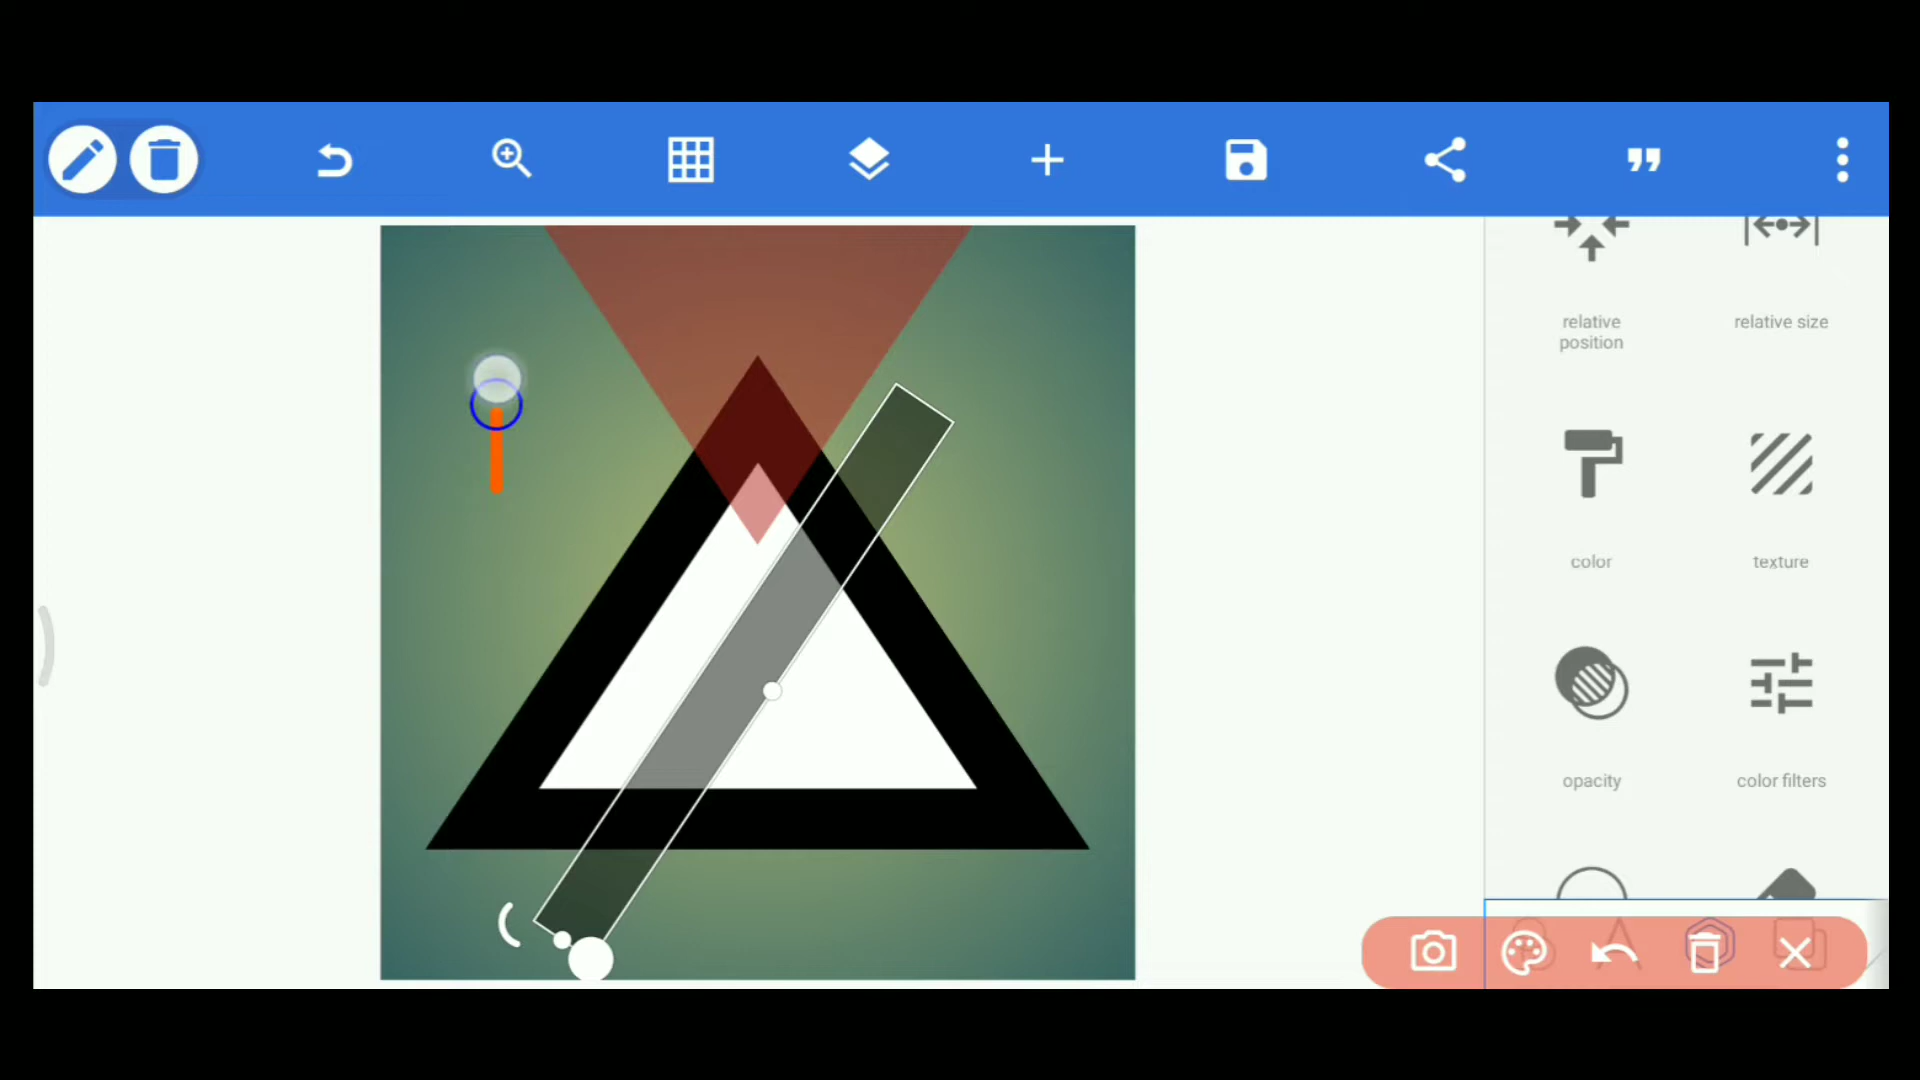 relative
position
relative size
color
texture
opacity
color filters